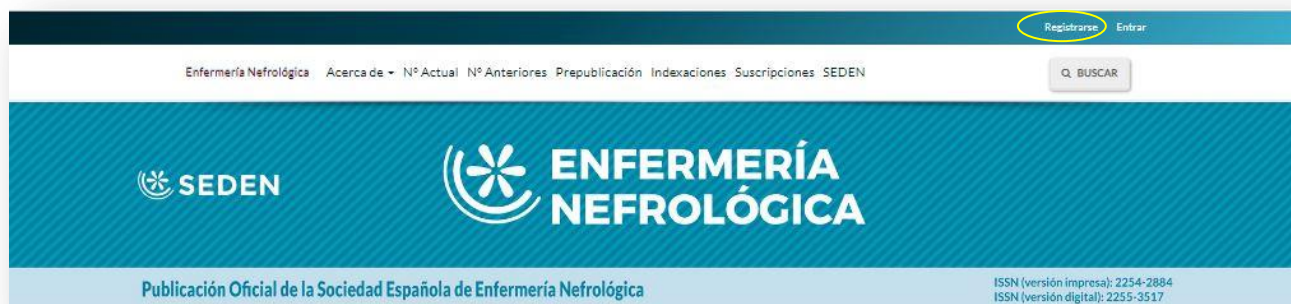 Registrarse Entrar
Enfermería Nefrológica Acerca de Nº Actual Nº Anteriores Prepublicación Indexaciones Suscripciones SEDEN
BUSCAR
SEDEN
ENFERMERÍA
NEFROLÓGICA
Publicación Oficial de la Sociedad Española de Enfermería Nefrológica
ISSN (versión impresa): 2254-2884
ISSN (versión digital): 2255-3517